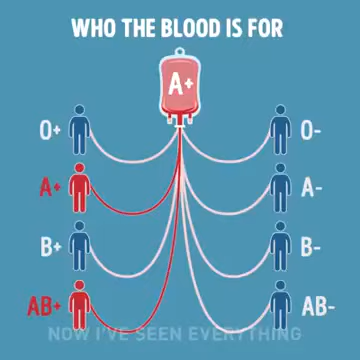 WHO THE BLOOD IS FOR
A+
O+ O-
A+ A-
B+ B-
AB+ AB-
NOW I'VE SEEN EVERYTHING